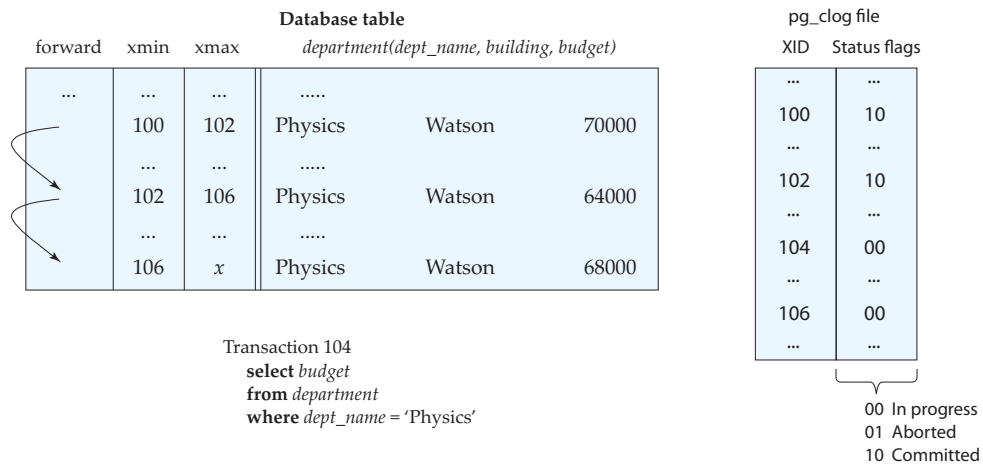 Database table
forward xmin xmax department(dept_name, building, budget)
... ... ... .....
100 102 Physics Watson 70000
... ... .....
102 106 Physics Watson 64000
... ... .....
106 x Physics Watson 68000
Transaction 104
select budget
from department
where dept_name = ‘Physics’
pg_clog file
XID Status flags
... ...
100 10
... ...
102 10
... ...
104 00
... ...
106 00
... ...
00 In progress
01 Aborted
10 Committed